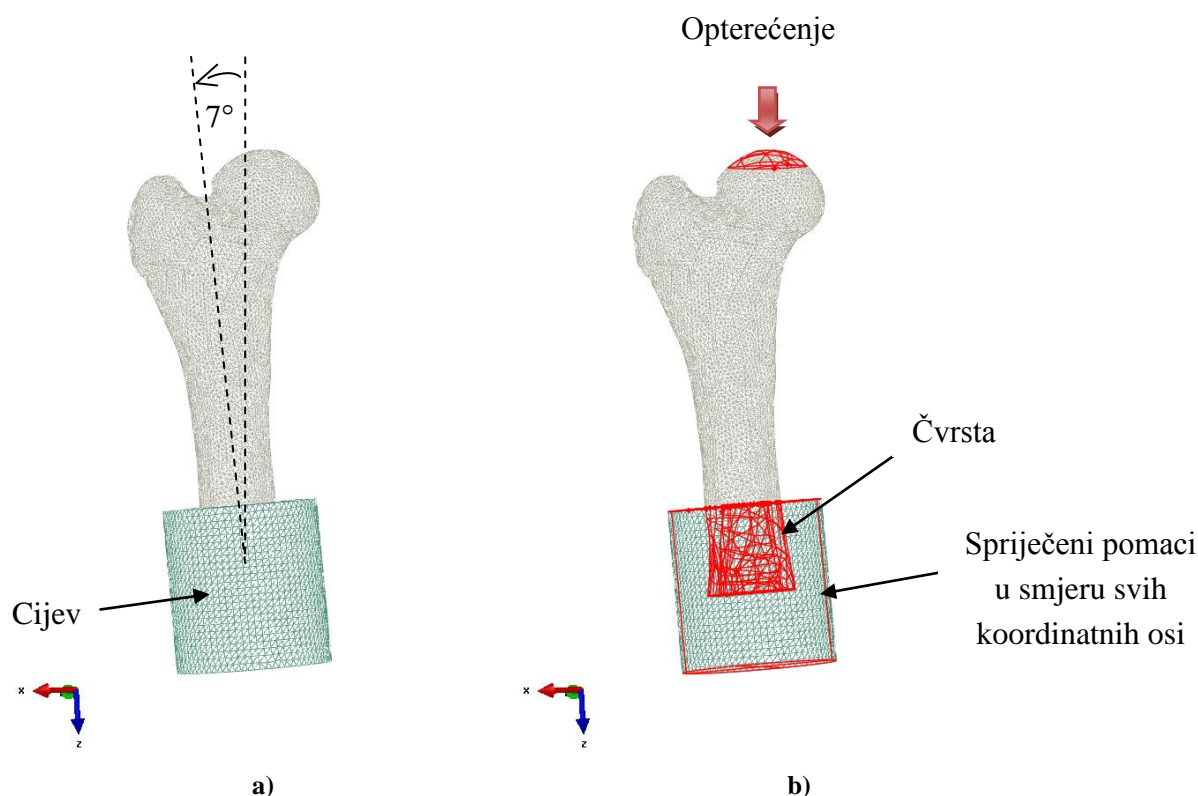 Opterećenje
7°
Čvrsta
Spriječeni pomaci
u smjeru svih
koordinatnih osi
Cijev
x
z
x
z
a)
b)